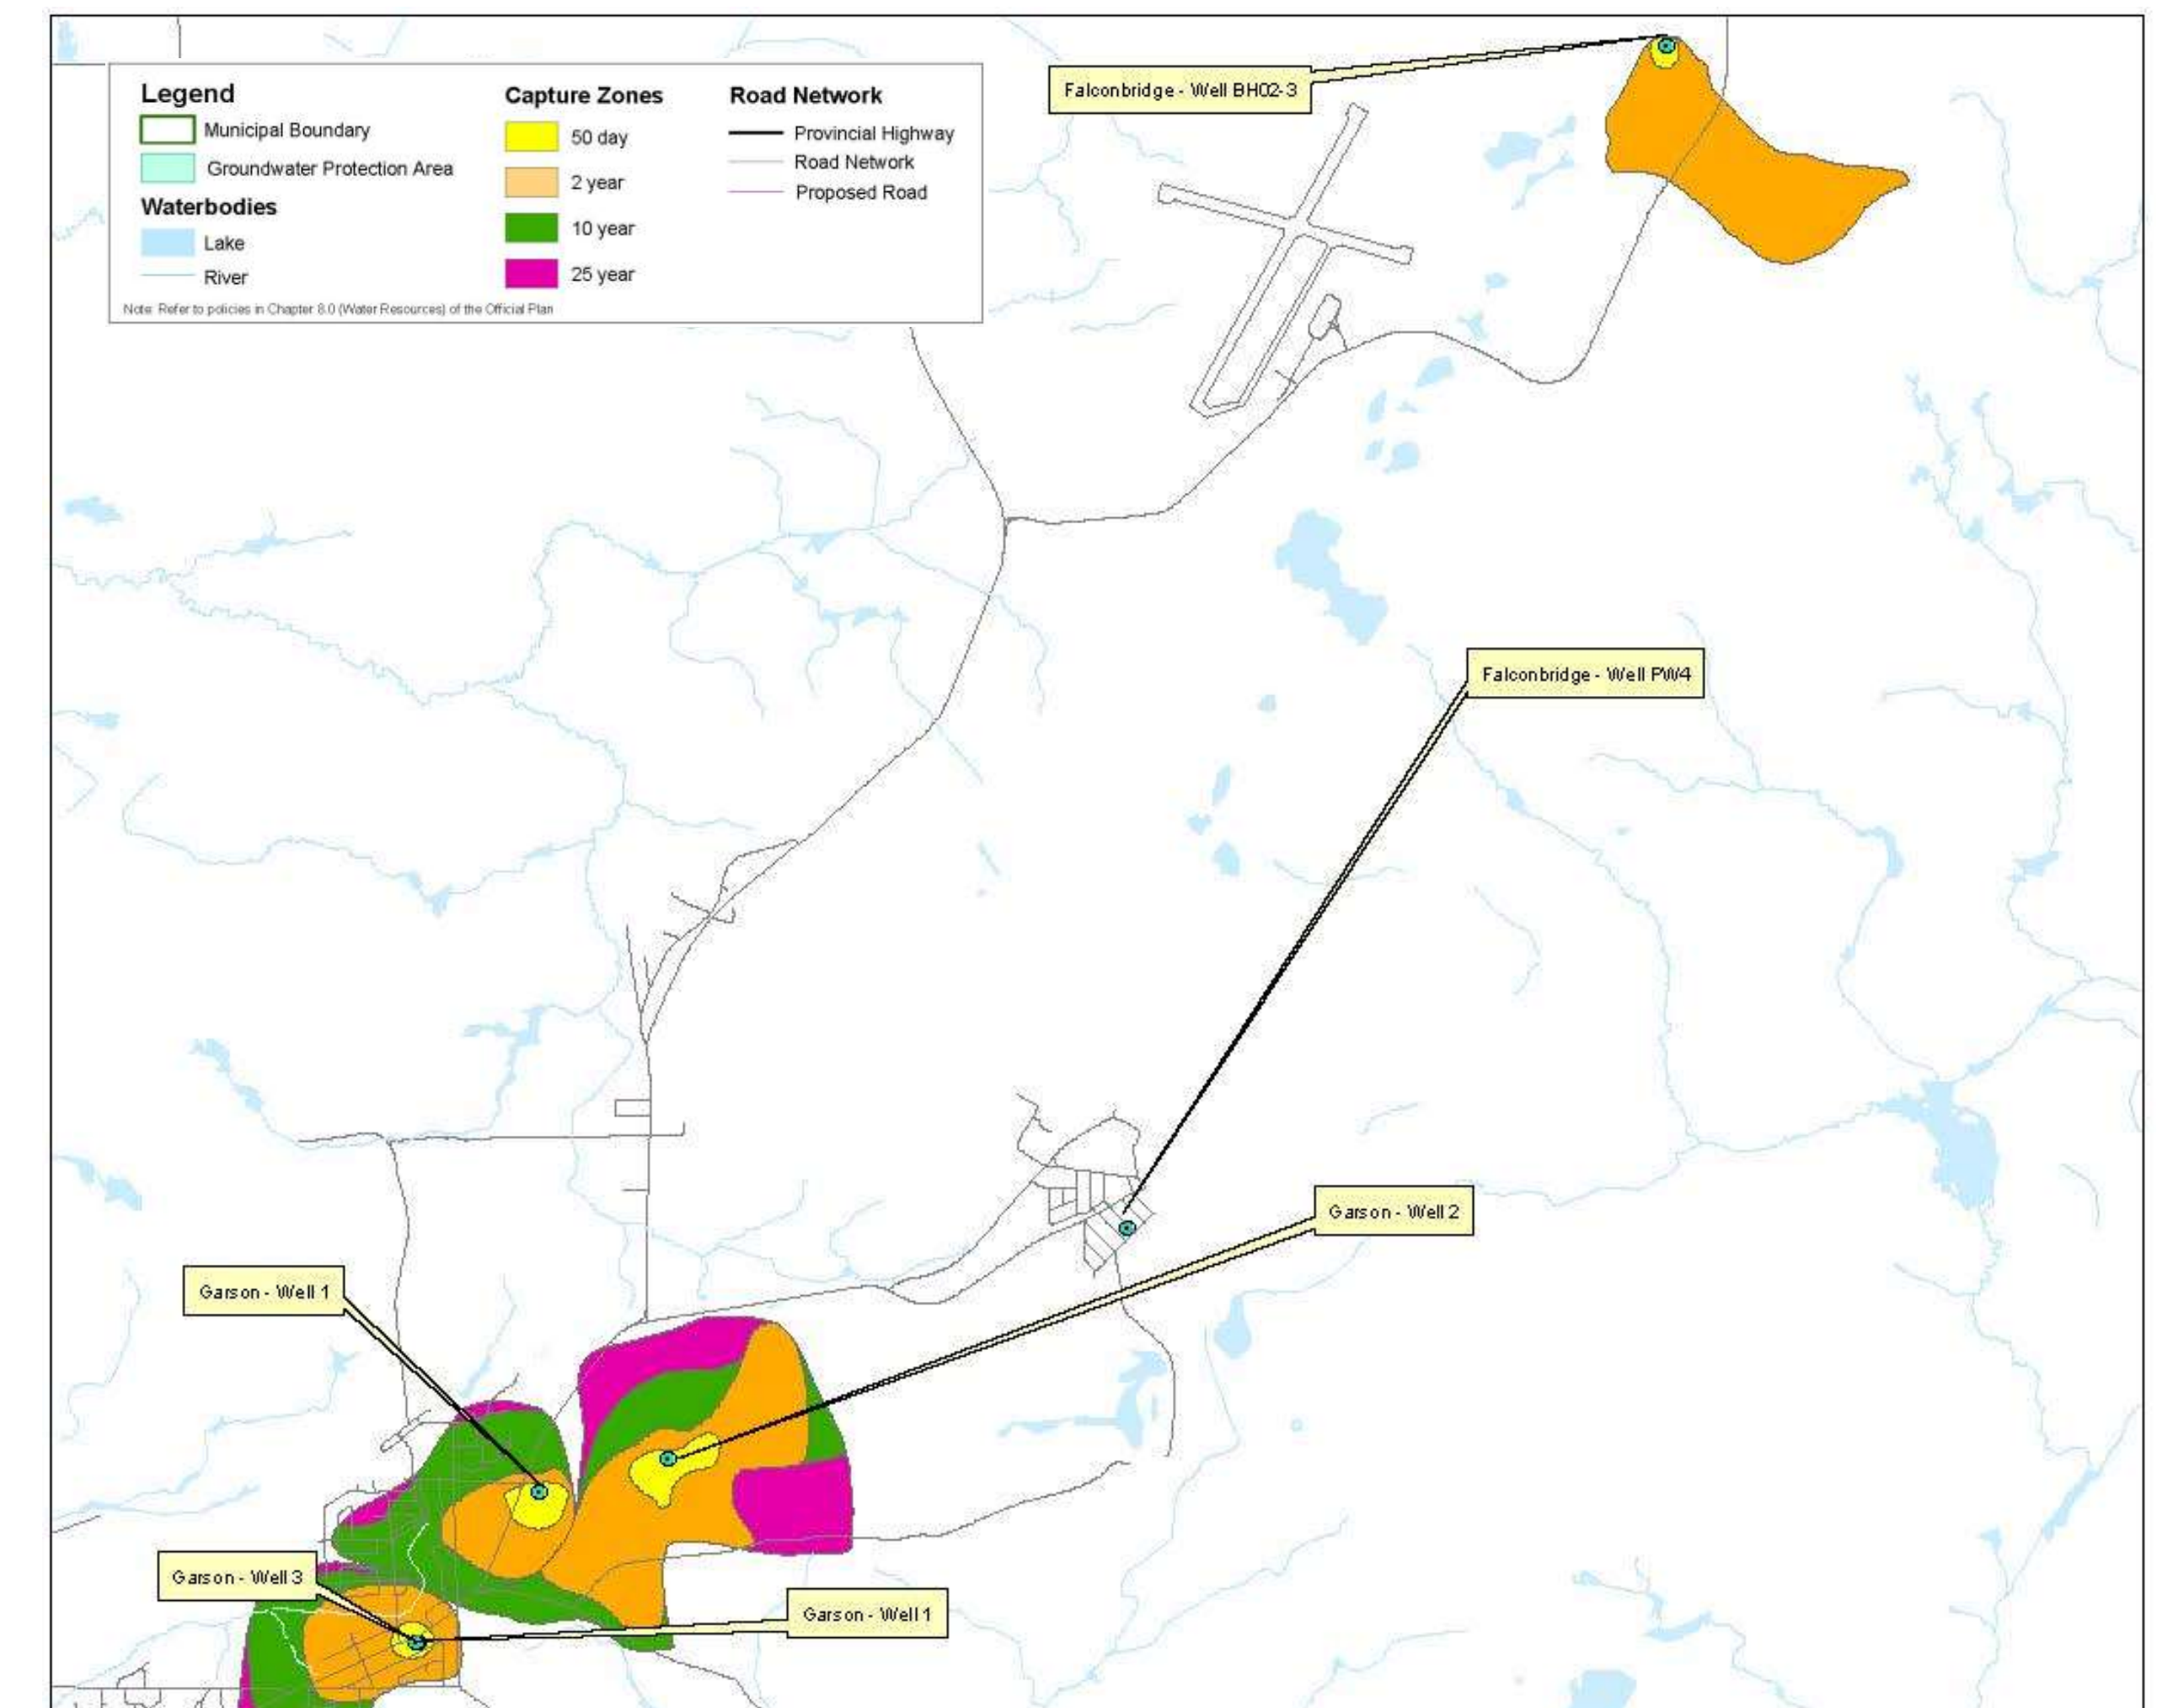 Legend
Municipal Boundary
Groundwater Protection Area
Waterbodies
Lake
River
Capture Zones
50 day
2 year
10 year
25 year
Road Network
Provincial Highway
Road Network
Proposed Road
Note: Refer to policies in Chapter 8.0 (Water Resources) of the Official Plan
Falconbridge - Well BH02-3
Falconbridge - Well PW4
Garson - Well 2
Garson - Well 1
Garson - Well 3
Garson - Well 1